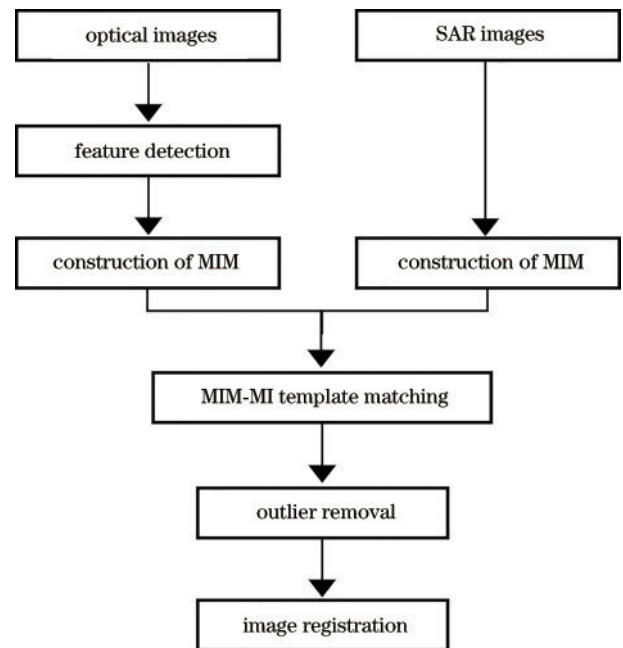 optical images
SAR images
feature detection
construction of MIM
construction of MIM
MIM-MI template matching
outlier removal
image registration